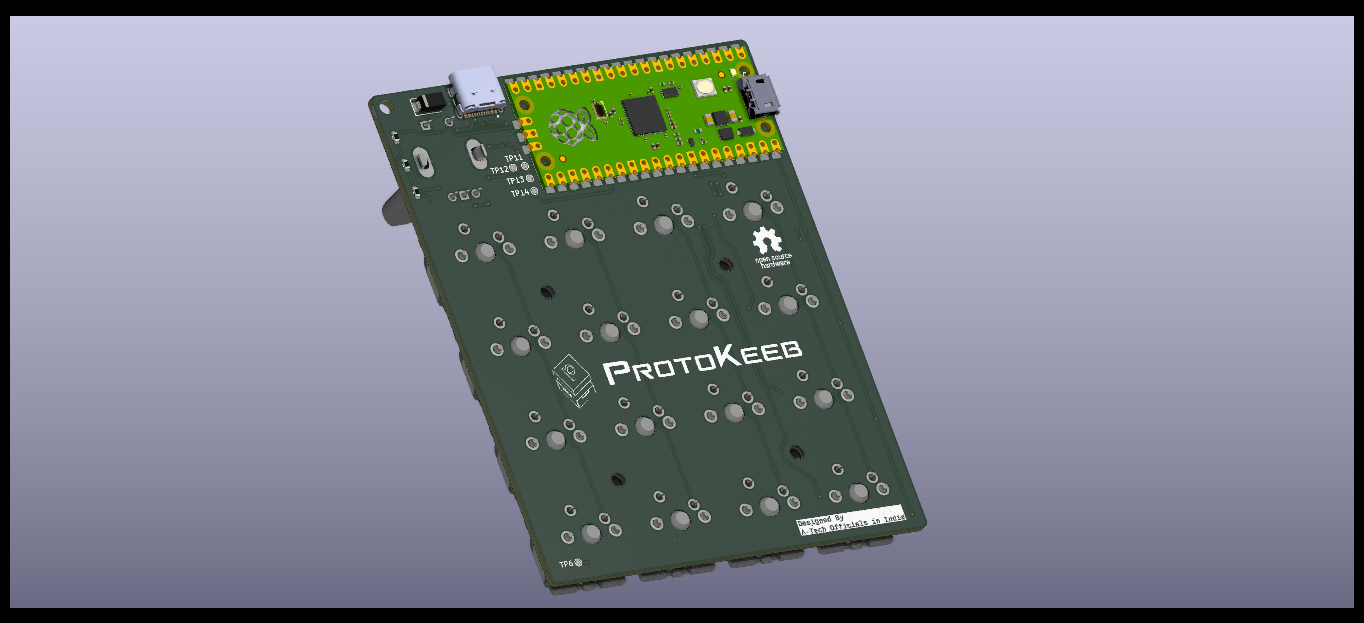 TP11
TP12
TP13
TP14
open source
hardware
PROTOKEEB
Designed By
A-Tech Officials in India
TP6